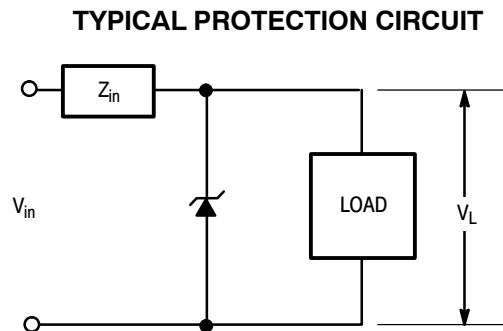 TYPICAL PROTECTION CIRCUIT
Zin
Vin
LOAD
VL